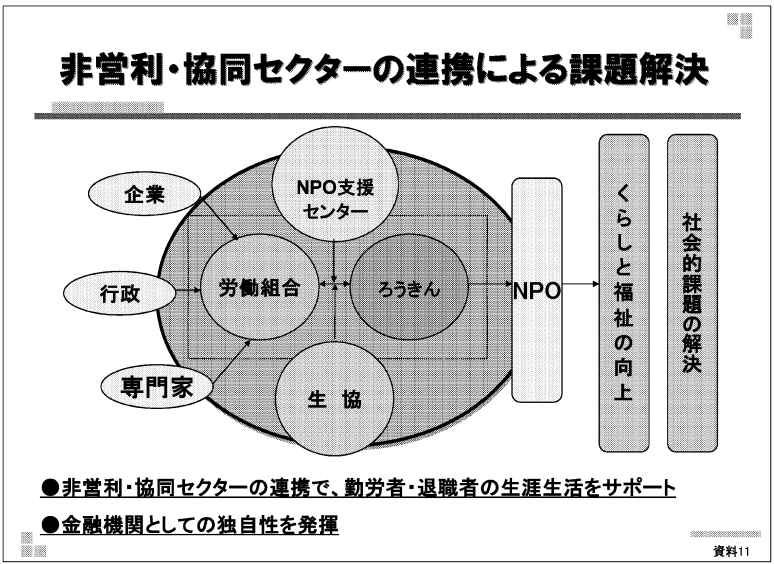 非営利・協同セクターの連携による課題解決
NPO支援
センター
企業
行政
専門家
労働組合
ろうきん
生 協
NPO
くらしと福祉の向上
社会的課題の解決
●非営利・協同セクターの連携で、勤労者・退職者の生涯生活をサポート
●金融機関としての独自性を発揮
資料11